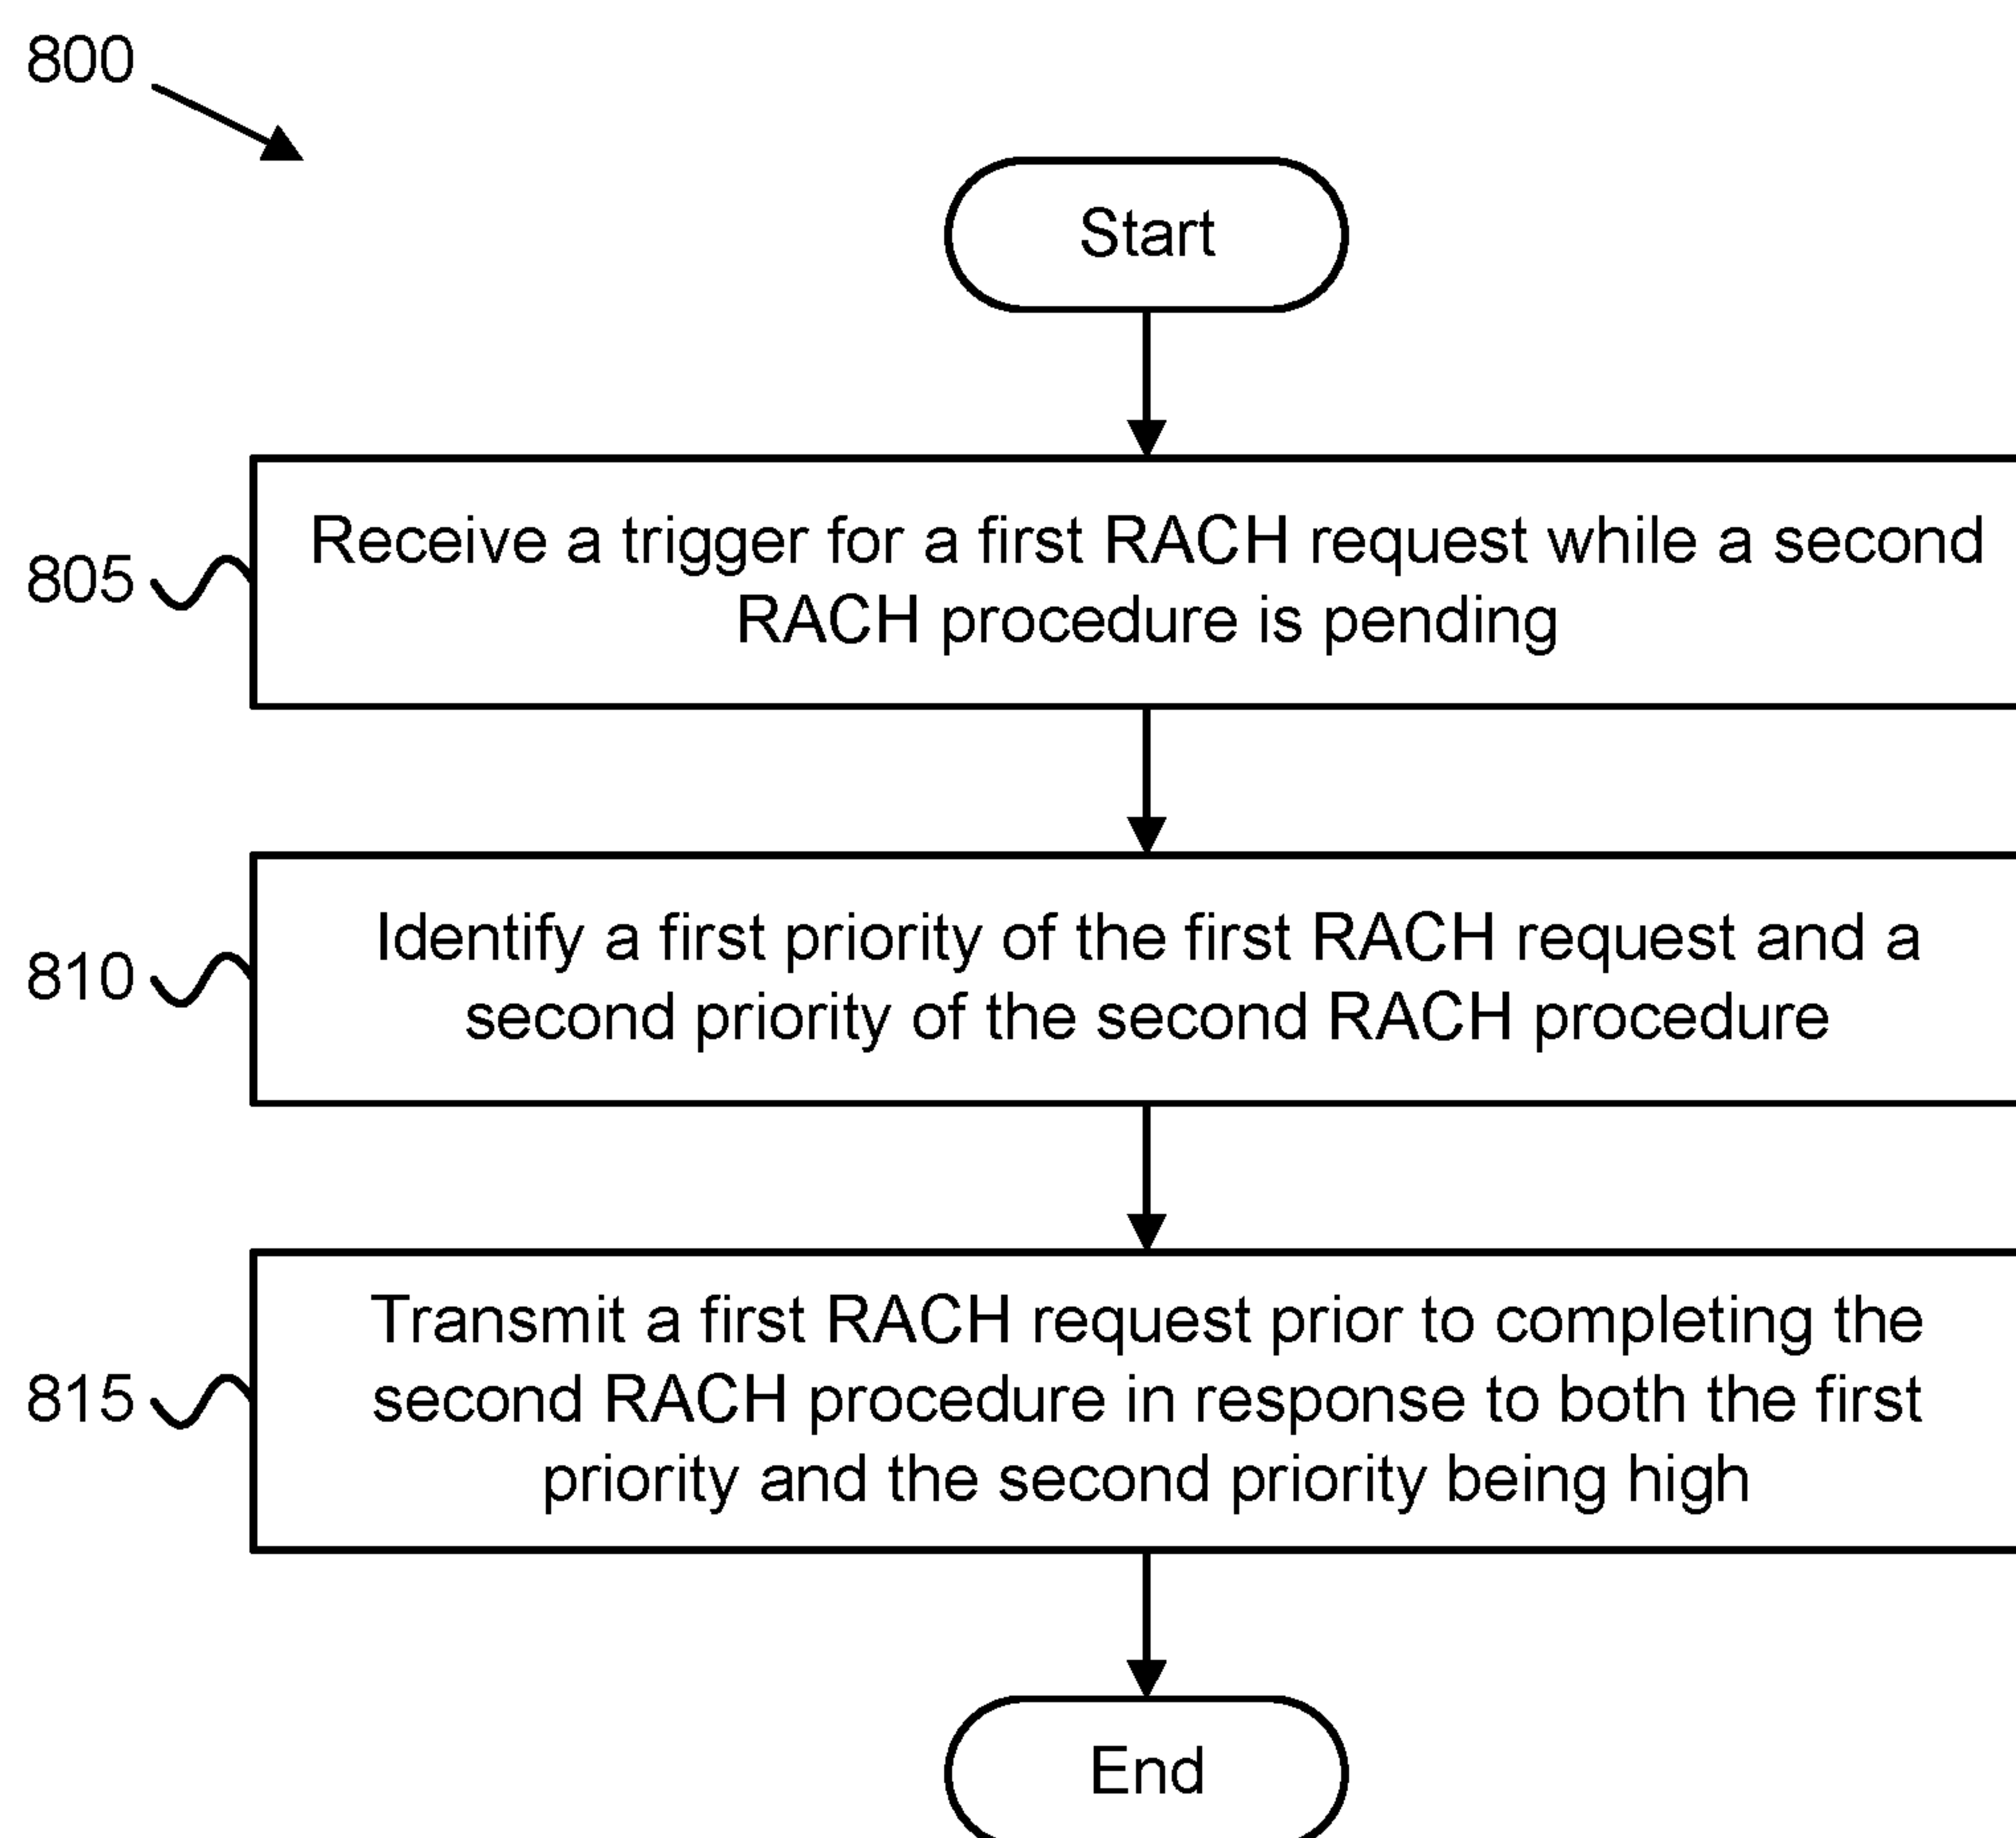 800
Start
805
Receive a trigger for a first RACH request while a second
RACH procedure is pending
810
Identify a first priority of the first RACH request and a
second priority of the second RACH procedure
815
Transmit a first RACH request prior to completing the
second RACH procedure in response to both the first
priority and the second priority being high
End